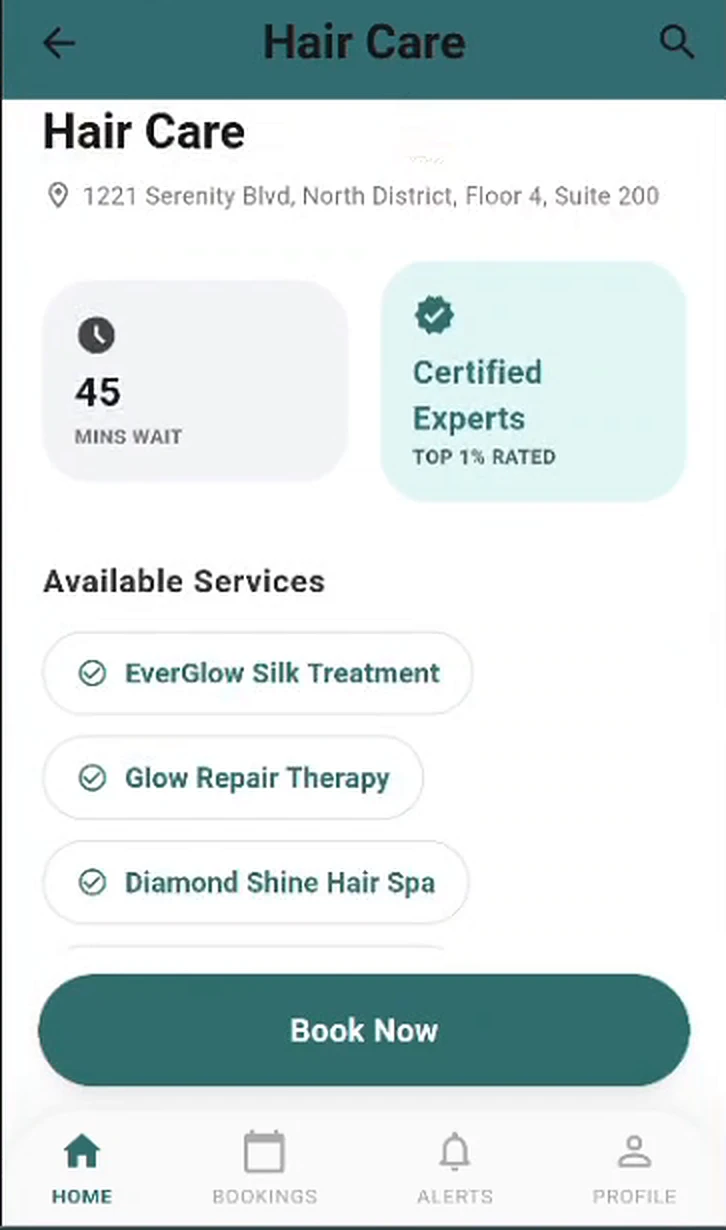 Hair Care
Hair Care
1221 Serenity Blvd, North District, Floor 4, Suite 200
45
MINS WAIT
Certified
Experts
TOP 1% RATED
Available Services
EverGlow Silk Treatment
Glow Repair Therapy
Diamond Shine Hair Spa
Book Now
HOME
BOOKINGS
ALERTS
PROFILE